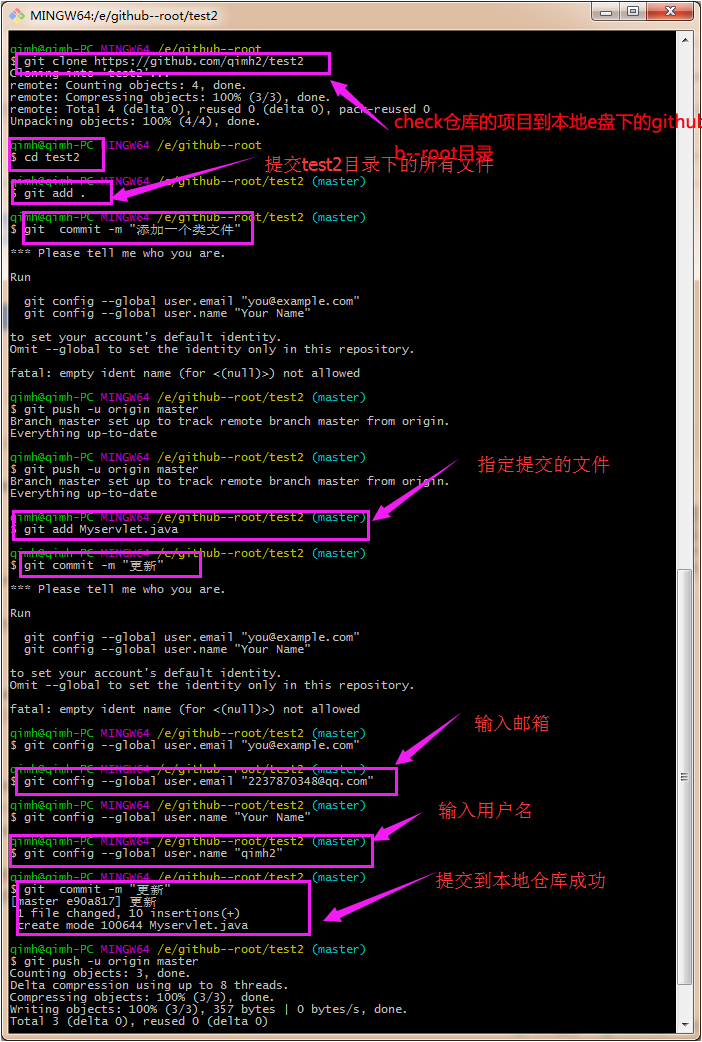 MINGW64:/e/github--root/test2
qimh@qimh-PC MINGW64 /e/github--root
$ git clone https://github.com/qimh2/test2
Cloning into 'test2'...
remote: Counting objects: 4, done.
remote: Compressing objects: 100% (3/3), done.
remote: Total 4 (delta 0), reused 0 (delta 0), pack-reused 0
Unpacking objects: 100% (4/4), done.
check仓库的项目到本地e盘下的github
b--root目录
qimh@qimh-PC MINGW64 /e/github--root
$ cd test2
提交test2目录下的所有文件
qimh@qimh-PC MINGW64 /e/github--root/test2 (master)
$ git add .
qimh@qimh-PC MINGW64 /e/github--root/test2 (master)
$ git  commit -m "添加一个类文件"
*** Please tell me who you are.
Run
git config --global user.email "you@example.com"
git config --global user.name "Your Name"
to set your account's default identity.
Omit --global to set the identity only in this repository.
fatal: empty ident name (for <(null)>) not allowed
qimh@qimh-PC MINGW64 /e/github--root/test2 (master)
$ git push -u origin master
Branch master set up to track remote branch master from origin.
Everything up-to-date
qimh@qimh-PC MINGW64 /e/github--root/test2 (master)
$ git push -u origin master
Branch master set up to track remote branch master from origin.
Everything up-to-date
指定提交的文件
qimh@qimh-PC MINGW64 /e/github--root/test2 (master)
$ git add Myservlet.java
qimh@qimh-PC MINGW64 /e/github--root/test2 (master)
$ git commit -m "更新"
*** Please tell me who you are.
Run
git config --global user.email "you@example.com"
git config --global user.name "Your Name"
to set your account's default identity.
Omit --global to set the identity only in this repository.
fatal: empty ident name (for <(null)>) not allowed
qimh@qimh-PC MINGW64 /e/github--root/test2 (master)
$ git config --global user.email "you@example.com"
输入邮箱
qimh@qimh-PC MINGW64 /e/github--root/test2 (master)
$ git config --global user.email "2237870348@qq.com"
qimh@qimh-PC MINGW64 /e/github--root/test2 (master)
$ git config --global user.name "Your Name"
输入用户名
qimh@qimh-PC MINGW64 /e/github--root/test2 (master)
$ git config --global user.name "qimh2"
qimh@qimh-PC MINGW64 /e/github--root/test2 (master)
$ git  commit -m "更新"
[master e90a817] 更新
1 file changed, 10 insertions(+)
create mode 100644 Myservlet.java
提交到本地仓库成功
qimh@qimh-PC MINGW64 /e/github--root/test2 (master)
$ git push -u origin master
Counting objects: 3, done.
Delta compression using up to 8 threads.
Compressing objects: 100% (3/3), done.
Writing objects: 100% (3/3), 357 bytes | 0 bytes/s, done.
Total 3 (delta 0), reused 0 (delta 0)